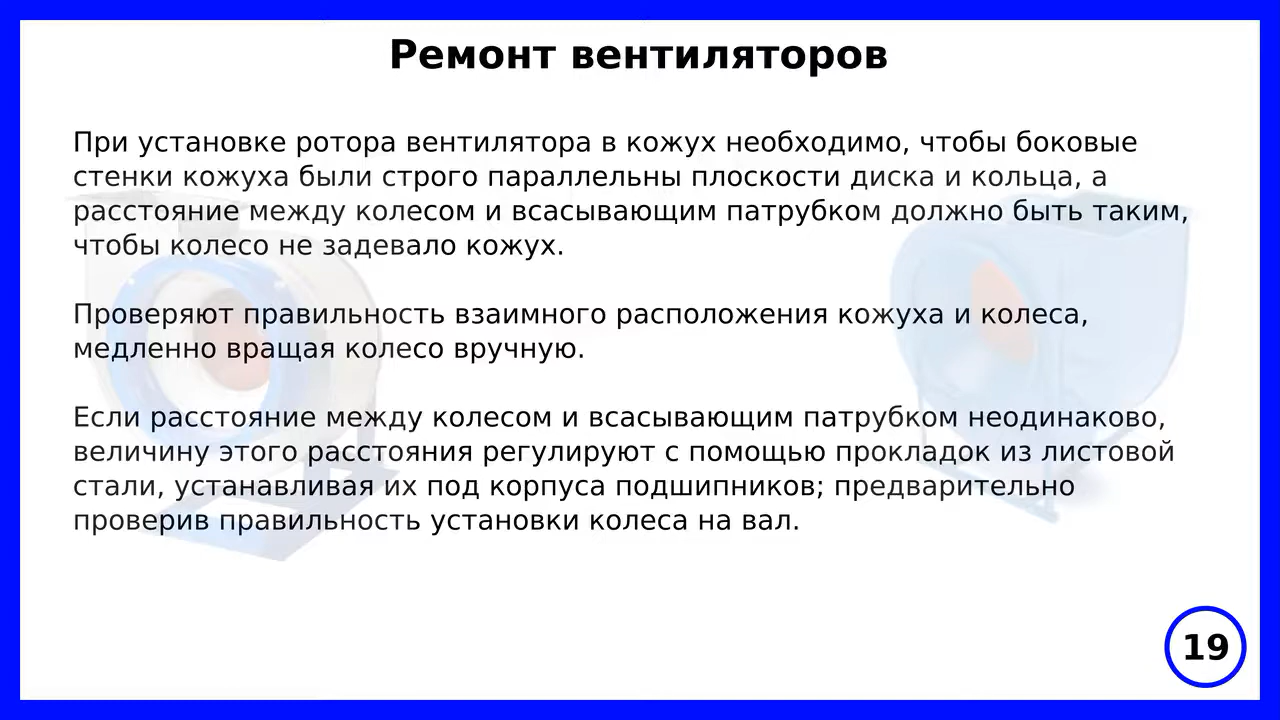 Ремонт вентиляторов
При установке ротора вентилятора в кожух необходимо, чтобы боковые
стенки кожуха были строго параллельны плоскости диска и кольца, а
расстояние между колесом и всасывающим патрубком должно быть таким,
чтобы колесо не задевало кожух.
Проверяют правильность взаимного расположения кожуха и колеса,
медленно вращая колесо вручную.
Если расстояние между колесом и всасывающим патрубком неодинаково,
величину этого расстояния регулируют с помощью прокладок из листовой
стали, устанавливая их под корпуса подшипников; предварительно
проверив правильность установки колеса на вал.
19